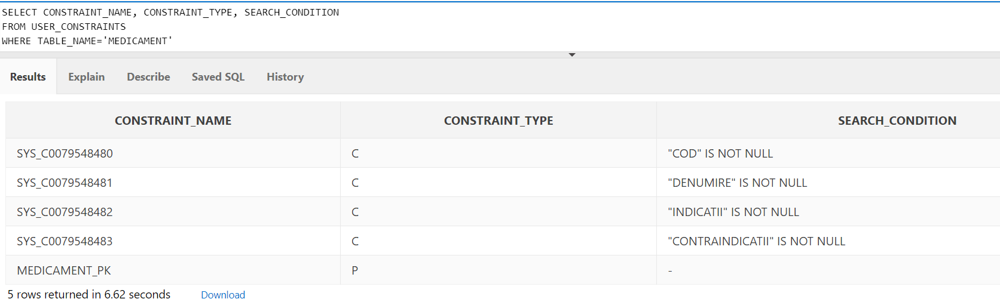 SELECT CONSTRAINT_NAME, CONSTRAINT_TYPE, SEARCH_CONDITION
FROM USER_CONSTRAINTS
WHERE TABLE_NAME='MEDICAMENT'
Results Explain Describe Saved SQL History
CONSTRAINT_NAME CONSTRAINT_TYPE SEARCH_CONDITION
SYS_C0079548480 C "COD" IS NOT NULL
SYS_C0079548481 C "DENUMIRE" IS NOT NULL
SYS_C0079548482 C "INDICATII" IS NOT NULL
SYS_C0079548483 C "CONTRAINDICATII" IS NOT NULL
MEDICAMENT_PK P -
5 rows returned in 6.62 seconds Download